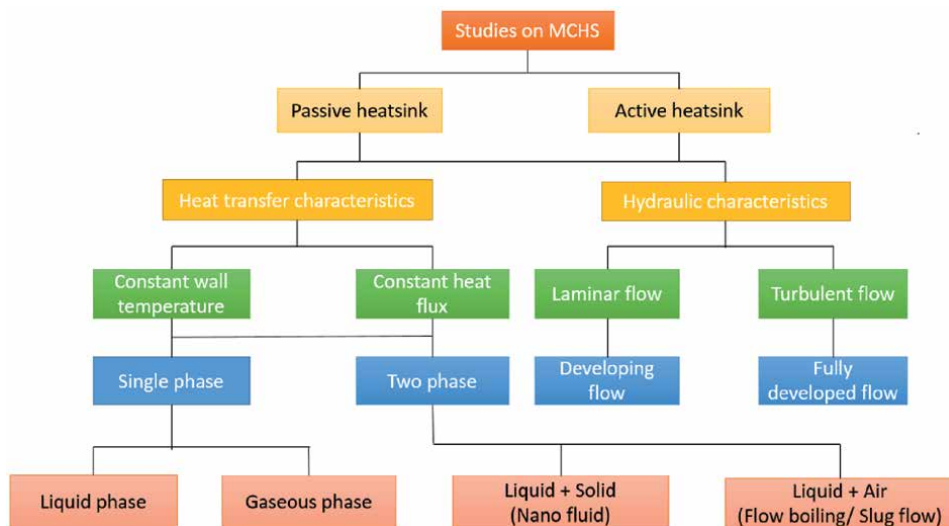 Studies on MCHS
Passive heatsink
Active heatsink
Heat transfer characteristics
Hydraulic characteristics
Constant wall
temperature
Constant heat
flux
Laminar flow
Turbulent flow
Single phase
Two phase
Developing
flow
Fully
developed flow
Liquid phase
Gaseous phase
Liquid + Solid
(Nano fluid)
Liquid + Air
(Flow boiling/ Slug flow)